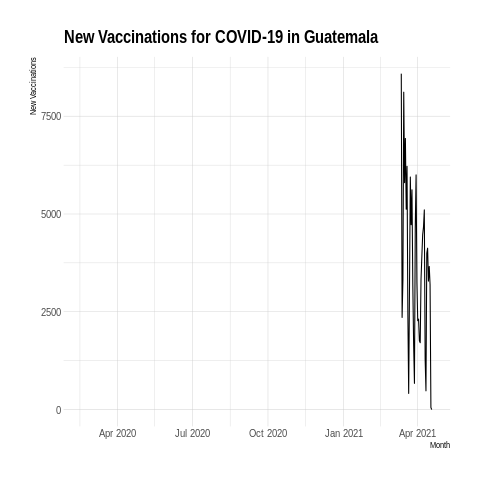 New Vaccinations for COVID-19 in Guatemala
New Vaccinations
7500
5000
2500
0
Apr 2020
Jul 2020
Oct 2020
Jan 2021
Apr 2021
Month